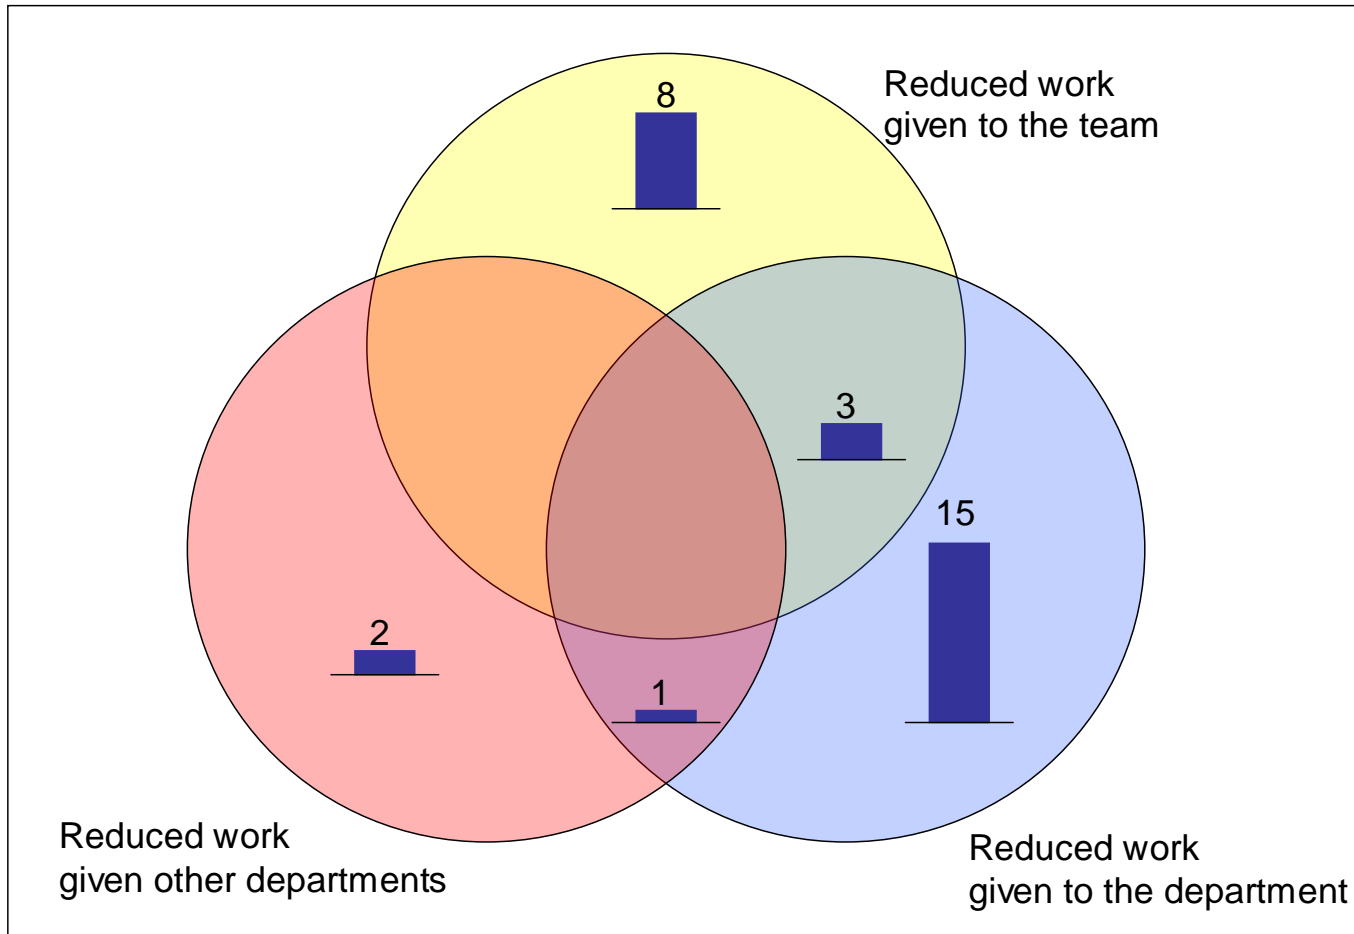 8
Reduced work
given to the team
3
15
2
1
Reduced work
given other departments
Reduced work
given to the department